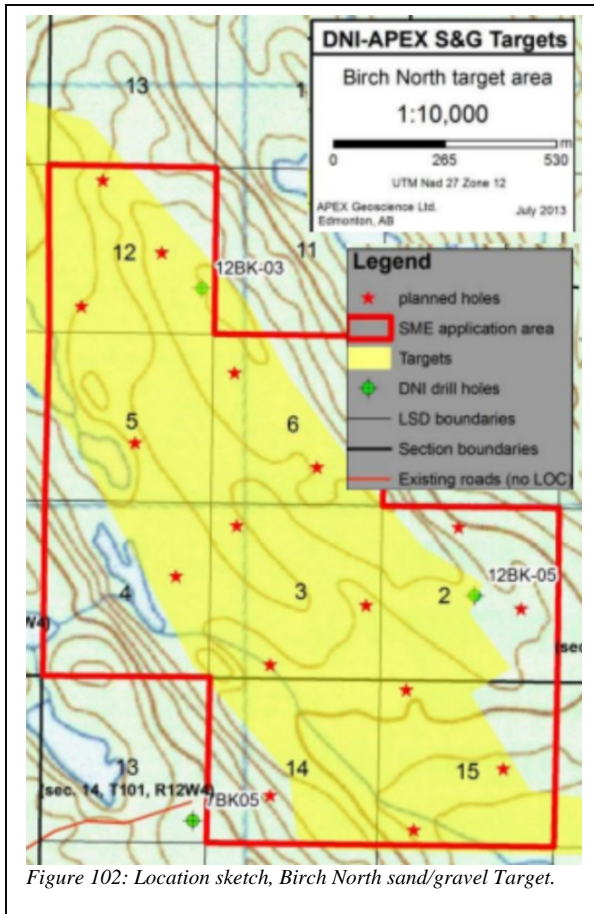 DNI-APEX S&G Targets
Birch North target area
1:10,000
m
0 265 530
UTM Nad 27 Zone 12
APEX Geoscience Ltd.
Edmonton, AB
July 2013
13
12
11
12BK-03
Legend
planned holes
SME application area
Targets
DNI drill holes
LSD boundaries
Section boundaries
Existing roads (no LOC)
5
6
4
3
2
12BK-05
W4)
(sec
13
14
15
(sec. 14, T101, R12W4)
7BK05
Figure 102: Location sketch, Birch North sand/gravel Target.